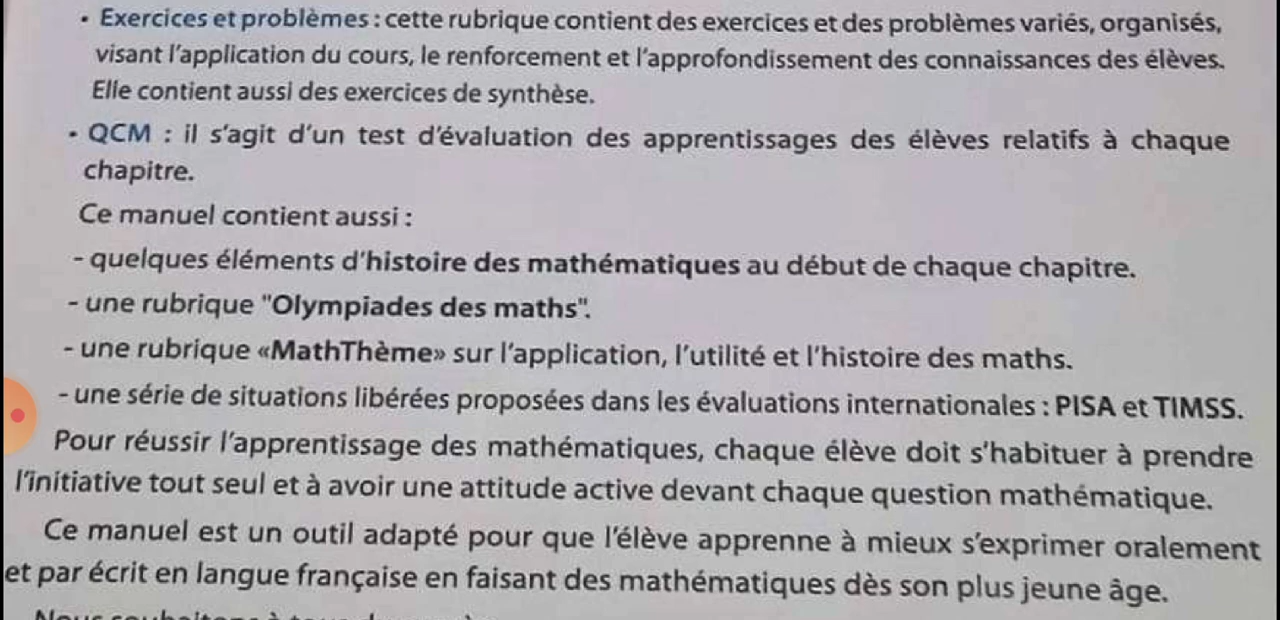 • Exercices et problèmes : cette rubrique contient des exercices et des problèmes variés, organisés,
visant l'application du cours, le renforcement et l'approfondissement des connaissances des élèves.
Elle contient aussi des exercices de synthèse.
• QCM : il s'agit d'un test d'évaluation des apprentissages des élèves relatifs à chaque
chapitre.
Ce manuel contient aussi :
- quelques éléments d'histoire des mathématiques au début de chaque chapitre.
- une rubrique "Olympiades des maths".
- une rubrique «MathThème» sur l'application, l'utilité et l'histoire des maths.
- une série de situations libérées proposées dans les évaluations internationales : PISA et TIMSS.
Pour réussir l'apprentissage des mathématiques, chaque élève doit s'habituer à prendre
l'initiative tout seul et à avoir une attitude active devant chaque question mathématique.
Ce manuel est un outil adapté pour que l'élève apprenne à mieux s'exprimer oralement
et par écrit en langue française en faisant des mathématiques dès son plus jeune âge.
Nous souhaitons à tous